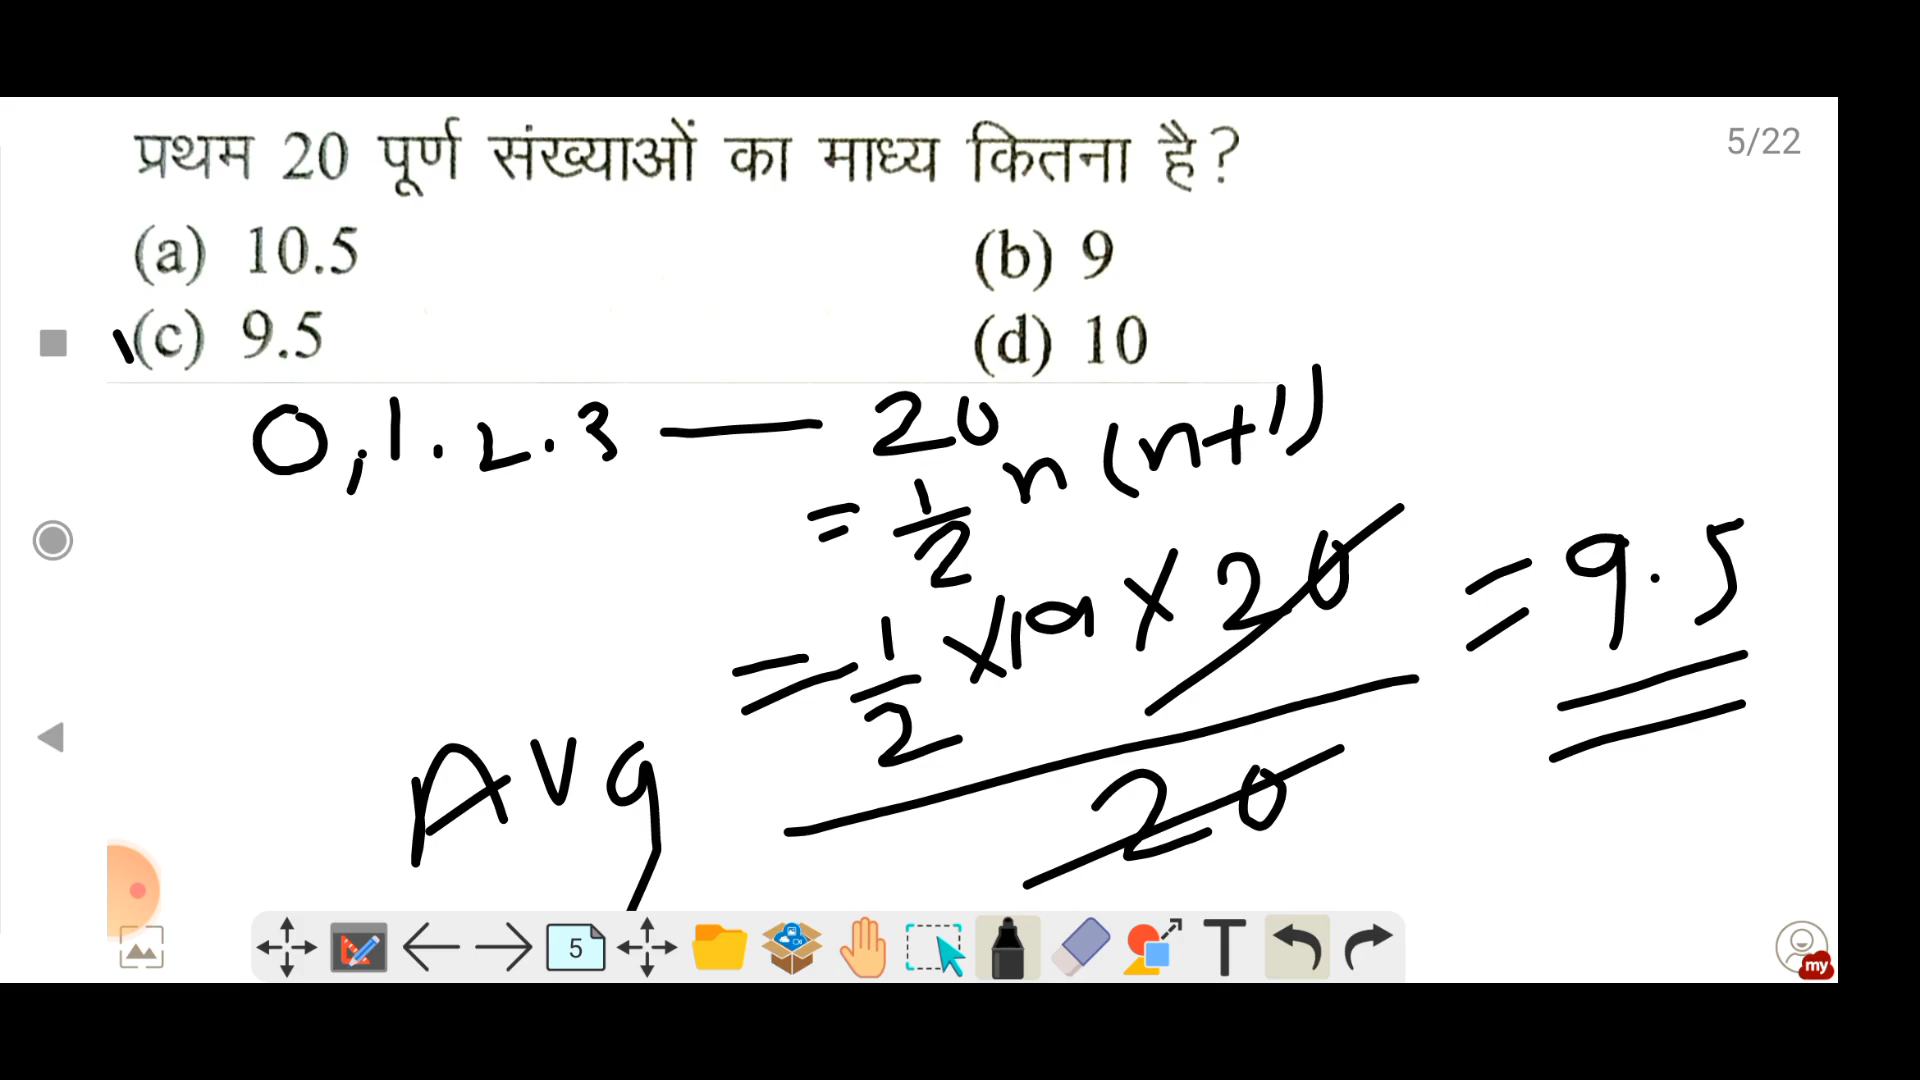 प्रथम 20 पूर्ण संख्याओं का माध्य कितना है?
5/22
(a) 10.5
(b) 9
(c) 9.5
(d) 10
0, 1 . 2 . 3 — 20
= 1/2 n (n+1)
= 1/2 × 19 × 20 / 20 = 9.5
Avg
5
T
my